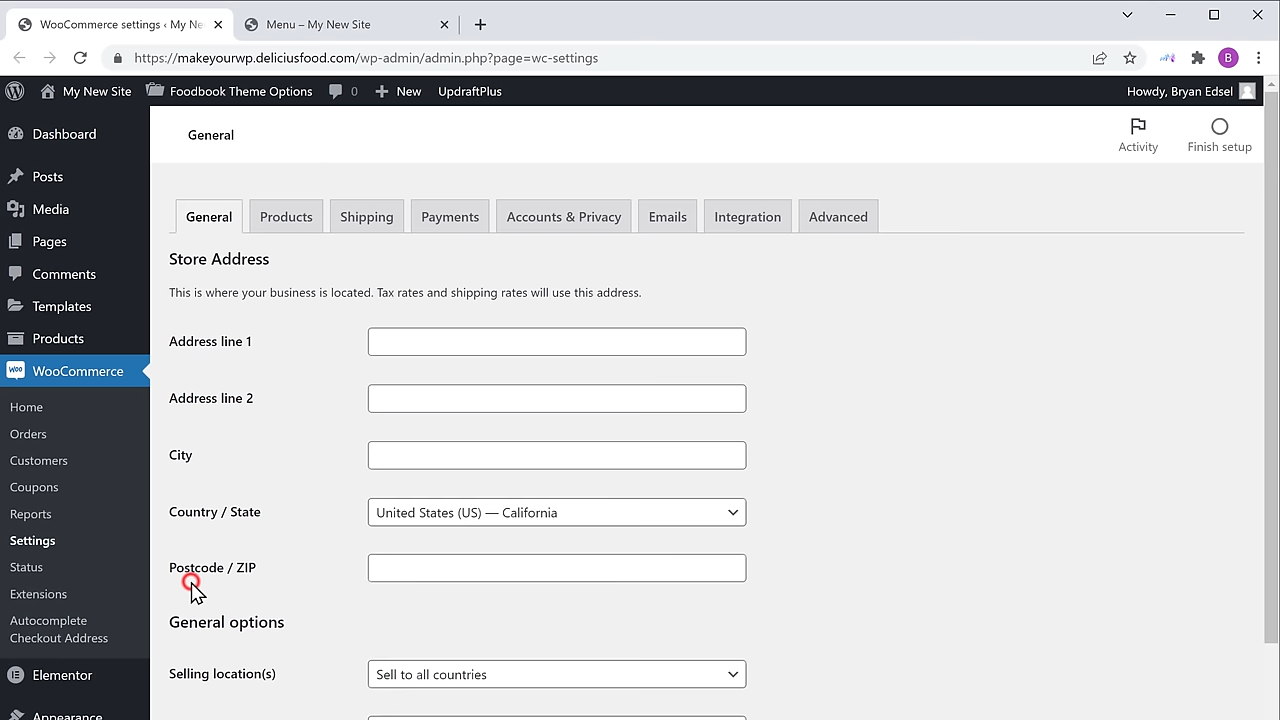 WooCommerce settings ‹ My Ne
Menu – My New Site
https://makeyourwp.deliciusfood.com/wp-admin/admin.php?page=wc-settings
B
My New Site
Foodbook Theme Options
0
New
UpdraftPlus
Howdy, Bryan Edsel
Dashboard
Posts
Media
Pages
Comments
Templates
Products
Woo
WooCommerce
Home
Orders
Customers
Coupons
Reports
Settings
Status
Extensions
Autocomplete
Checkout Address
Elementor
Appearance
General
Activity
Finish setup
General
Products
Shipping
Payments
Accounts & Privacy
Emails
Integration
Advanced
Store Address
This is where your business is located. Tax rates and shipping rates will use this address.
Address line 1
Address line 2
City
Country / State
United States (US) — California
Postcode / ZIP
General options
Selling location(s)
Sell to all countries